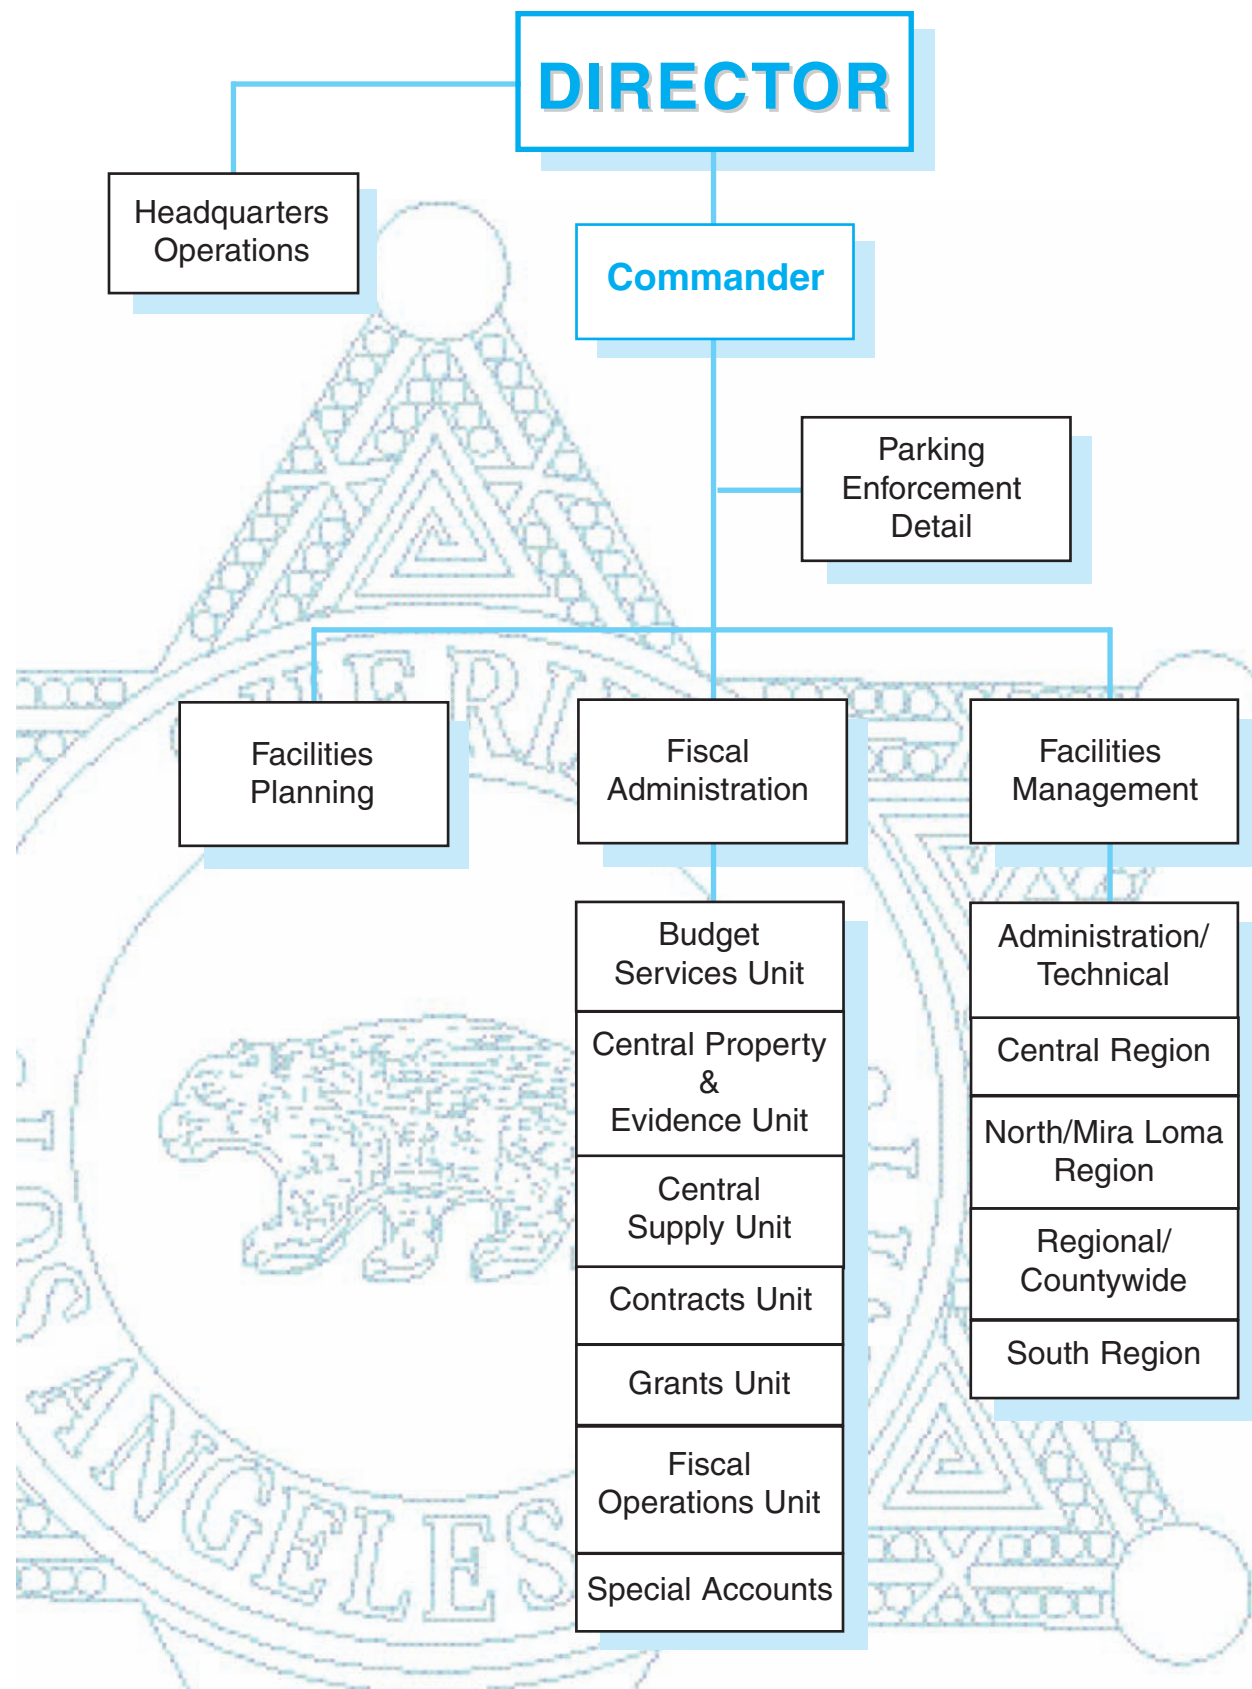 DIRECTOR
Headquarters
Operations
Commander
Parking
Enforcement
Detail
Facilities
Planning
Fiscal
Administration
Facilities
Management
Budget
Services Unit
Central Property
&
Evidence Unit
Central
Supply Unit
Contracts Unit
Grants Unit
Fiscal
Operations Unit
Special Accounts
Administration/
Technical
Central Region
North/Mira Loma
Region
Regional/
Countywide
South Region
ANGELES